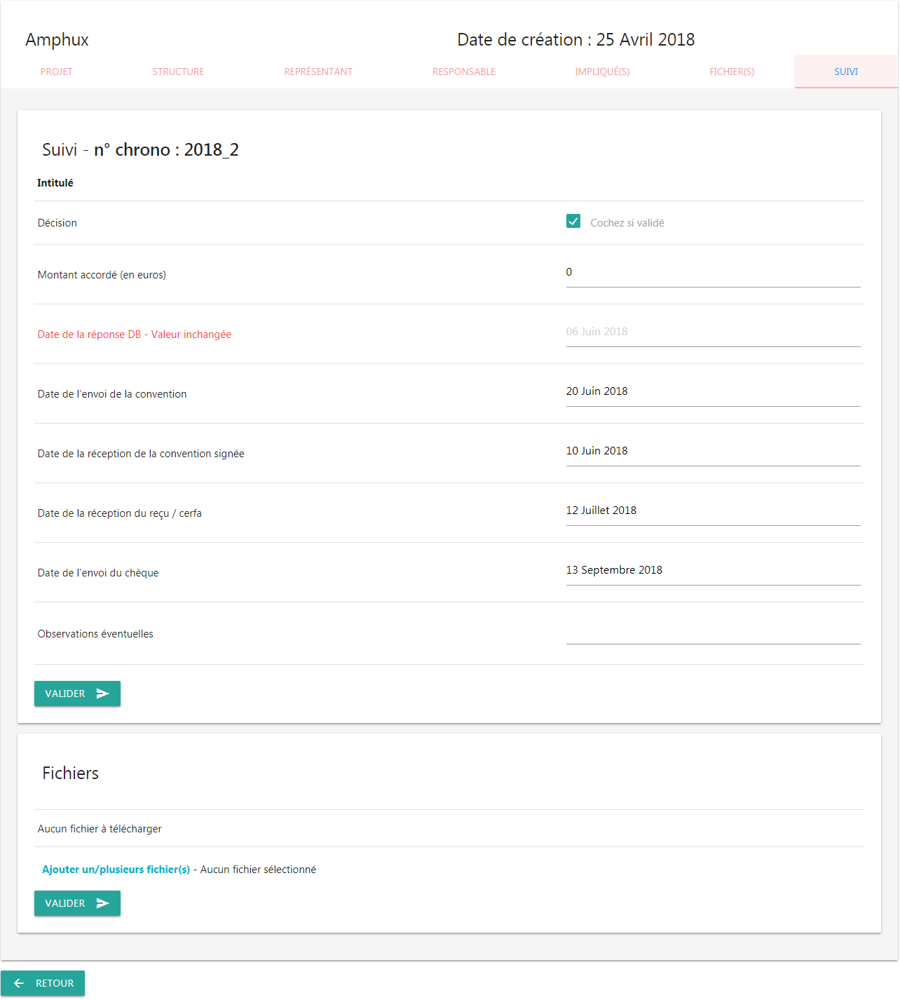 Amphux
Date de création : 25 Avril 2018
PROJET STRUCTURE REPRÉSENTANT RESPONSABLE IMPLIQUÉ(S) FICHIER(S) SUIVI
Suivi - n° chrono : 2018_2
Intitulé
Décision Cochez si validé
Montant accordé (en euros) 0
Date de la réponse DB - Valeur inchangée 06 Juin 2018
Date de l'envoi de la convention 20 Juin 2018
Date de la réception de la convention signée 10 Juin 2018
Date de la réception du reçu / cerfa 12 Juillet 2018
Date de l'envoi du chèque 13 Septembre 2018
Observations éventuelles
VALIDER
Fichiers
Aucun fichier à télécharger
Ajouter un/plusieurs fichier(s) - Aucun fichier sélectionné
VALIDER
RETOUR